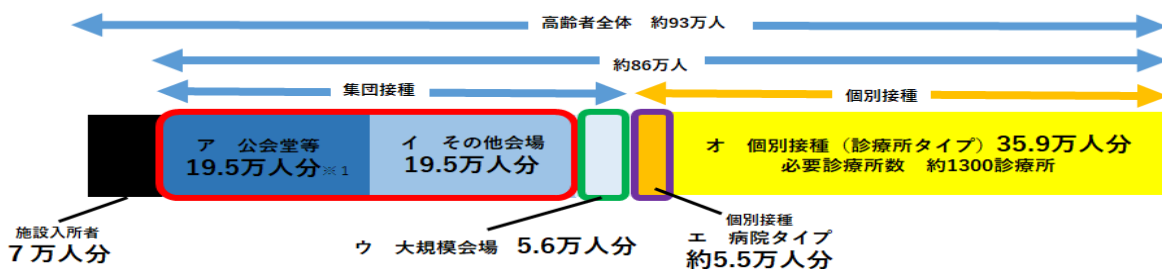 高齢者全体 約93万人
約86万人
集団接種
個別接種
ア 公会堂等
19.5万人分※1
イ その他会場
19.5万人分
オ 個別接種（診療所タイプ）35.9万人分
必要診療所数 約1300診療所
施設入所者
7万人分
ウ 大規模会場 5.6万人分
個別接種
エ 病院タイプ
約5.5万人分